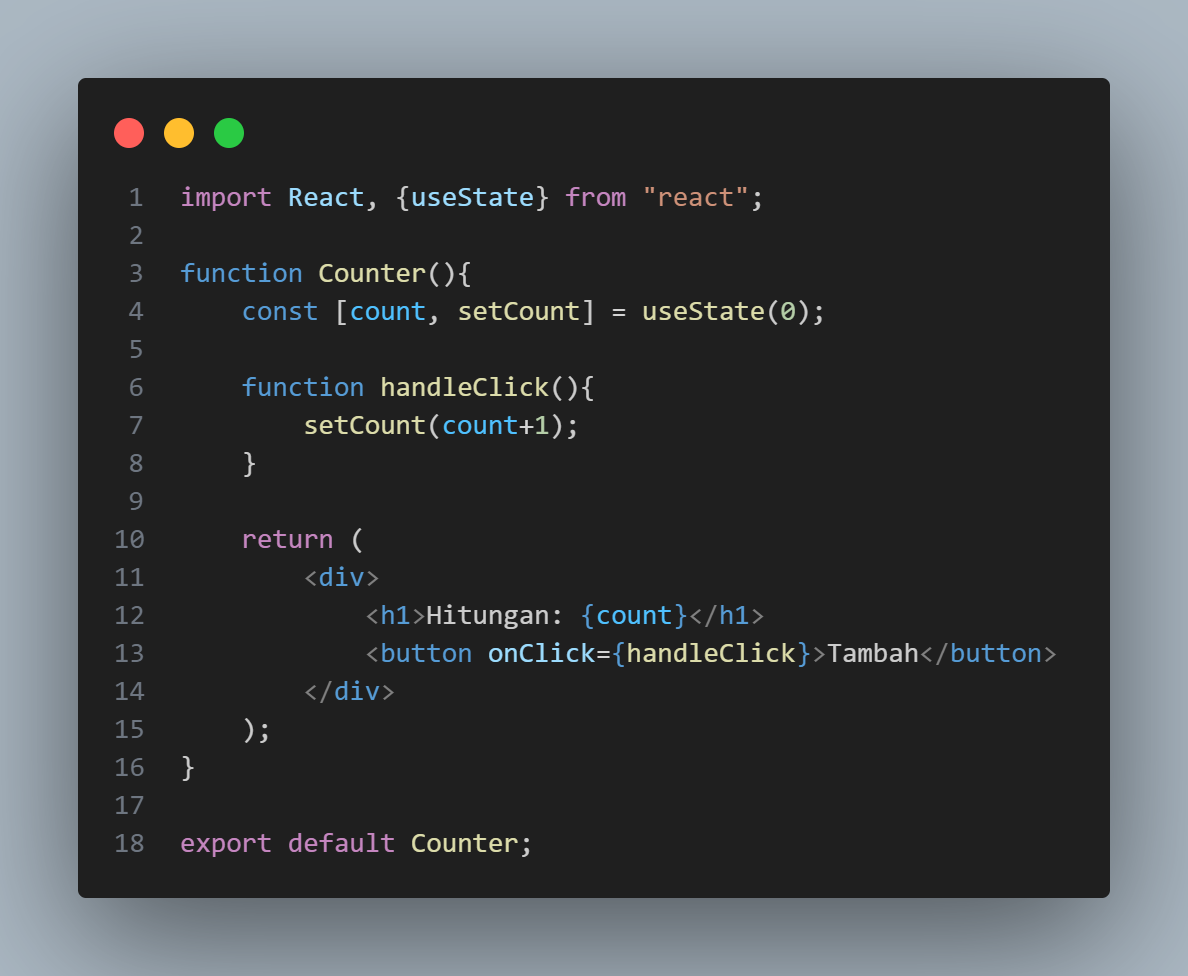 1 import React, {useState} from "react";
2
3 function Counter(){
4     const [count, setCount] = useState(0);
5
6     function handleClick(){
7         setCount(count+1);
8     }
9
10     return (
11         <div>
12             <h1>Hitungan: {count}</h1>
13             <button onClick={handleClick}>Tambah</button>
14         </div>
15     );
16 }
17
18 export default Counter;